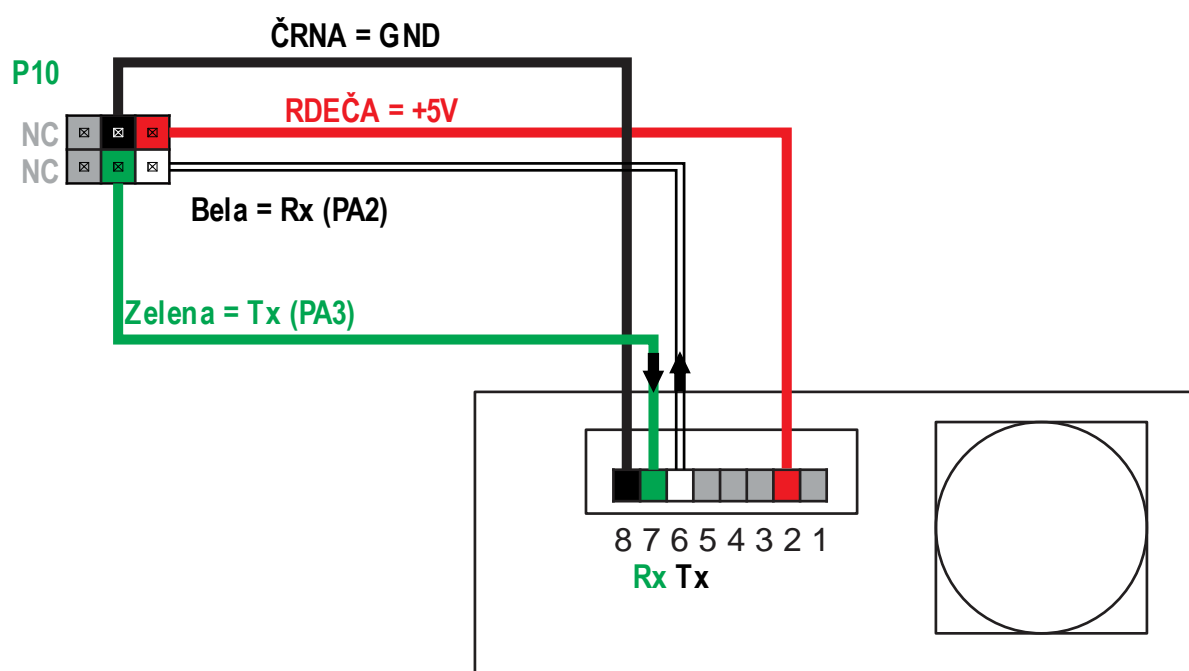 ČRNA = GND
P10
RDEČA = +5V
NC
NC
Bela = Rx (PA2)
Zelena = Tx (PA3)
8 7 6 5 4 3 2 1
Rx Tx